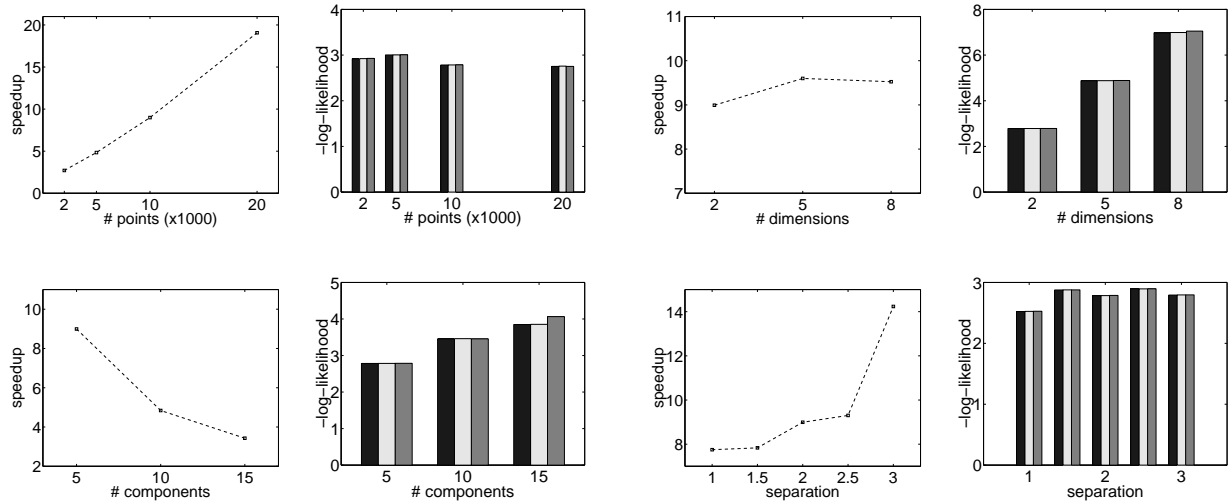 20
15
10
5
0
speedup
2 5 10 20
# points (x1000)
4
3
2
1
0
−log−likelihood
2 5 10 20
# points (x1000)
11
10
9
8
7
speedup
2 5 8
# dimensions
8
6
4
2
0
−log−likelihood
2 5 8
# dimensions
10
8
6
4
2
speedup
5 10 15
# components
5
4
3
2
1
0
−log−likelihood
5 10 15
# components
14
12
10
8
speedup
1 1.5 2 2.5 3
separation
3
2
1
0
−log−likelihood
1 2 3
separation